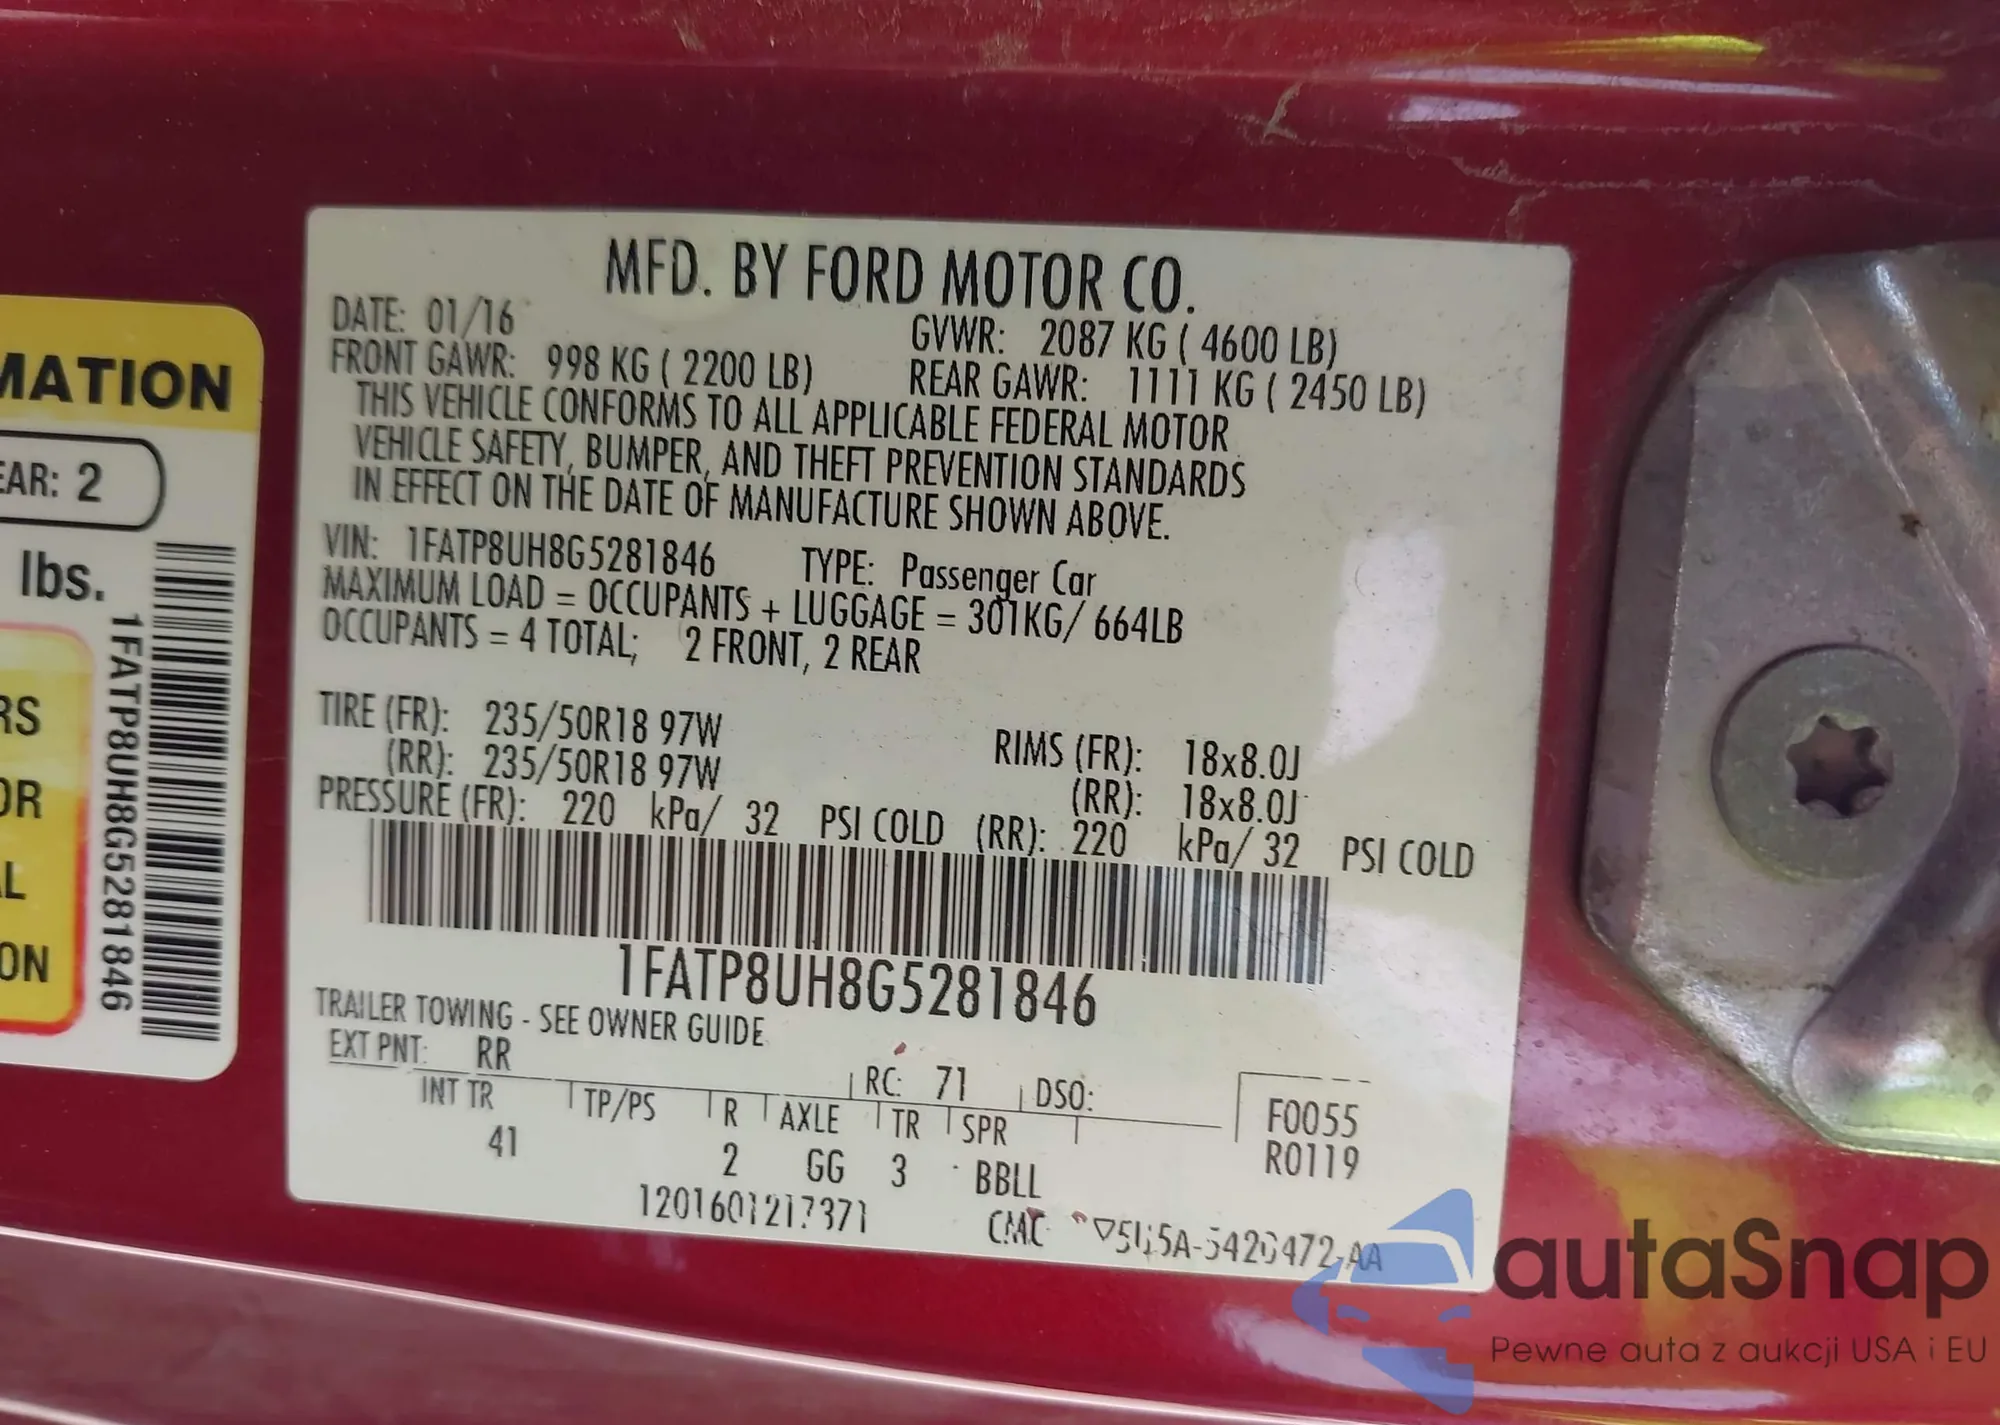 MATION
EAR: 2
lbs.
RS
OR
AL
ON
1FATP8UH8G5281846
MFD. BY FORD MOTOR CO.
DATE: 01/16 GVWR: 2087 KG ( 4600 LB)
FRONT GAWR: 998 KG ( 2200 LB) REAR GAWR: 1111 KG ( 2450 LB)
THIS VEHICLE CONFORMS TO ALL APPLICABLE FEDERAL MOTOR
VEHICLE SAFETY, BUMPER, AND THEFT PREVENTION STANDARDS
IN EFFECT ON THE DATE OF MANUFACTURE SHOWN ABOVE.
VIN: 1FATP8UH8G5281846 TYPE: Passenger Car
MAXIMUM LOAD = OCCUPANTS + LUGGAGE = 301KG/ 664LB
OCCUPANTS = 4 TOTAL; 2 FRONT, 2 REAR
TIRE (FR): 235/50R18 97W RIMS (FR): 18x8.0J
(RR): 235/50R18 97W (RR): 18x8.0J
PRESSURE (FR): 220 kPa/ 32 PSI COLD (RR): 220 kPa/ 32 PSI COLD
1FATP8UH8G5281846
TRAILER TOWING - SEE OWNER GUIDE
EXT PNT: RR RC: 71 DSO:
INT TR TP/PS R AXLE TR SPR F0055
41 2 GG 3 BBLL R0119
1201601217371 CMC
autaSnap
Pewne auta z aukcji USA i EU